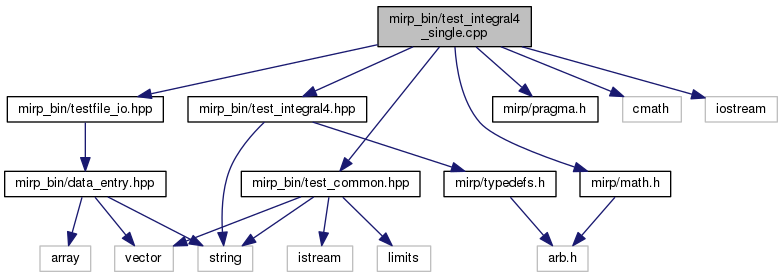 mirp_bin/test_integral4
_single.cpp
mirp_bin/testfile_io.hpp
mirp_bin/test_integral4.hpp
mirp/pragma.h
cmath
iostream
mirp_bin/data_entry.hpp
mirp_bin/test_common.hpp
mirp/typedefs.h
mirp/math.h
array
vector
string
istream
limits
arb.h